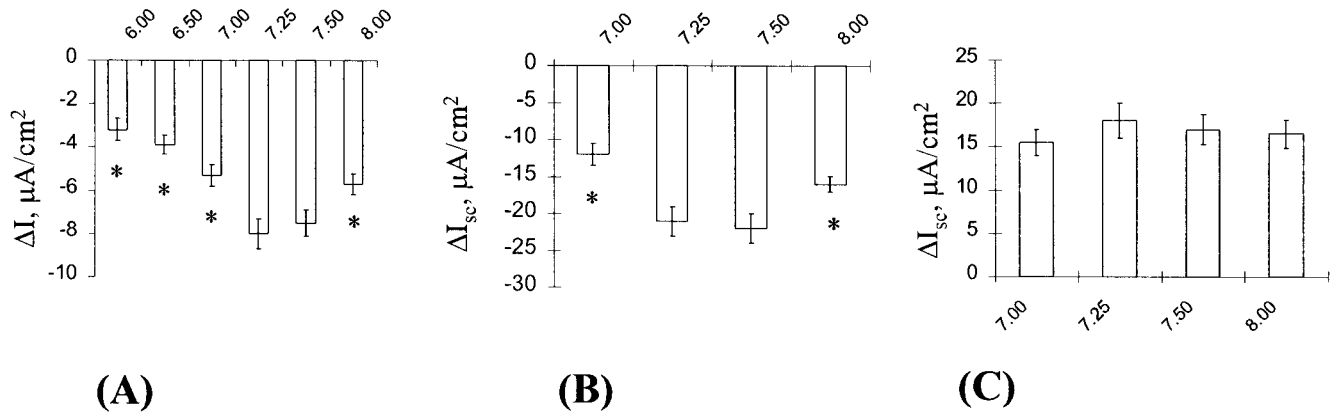 6.00 6.50 7.00 7.25 7.50 8.00
0
-2
-4
-6
-8
-10
ΔI, µA/cm²
* * * *
(A)
7.00 7.25 7.50 8.00
0
-5
-10
-15
-20
-25
-30
ΔIsc, µA/cm²
* *
(B)
25
20
15
10
5
0
ΔIsc, µA/cm²
7.00 7.25 7.50 8.00
(C)